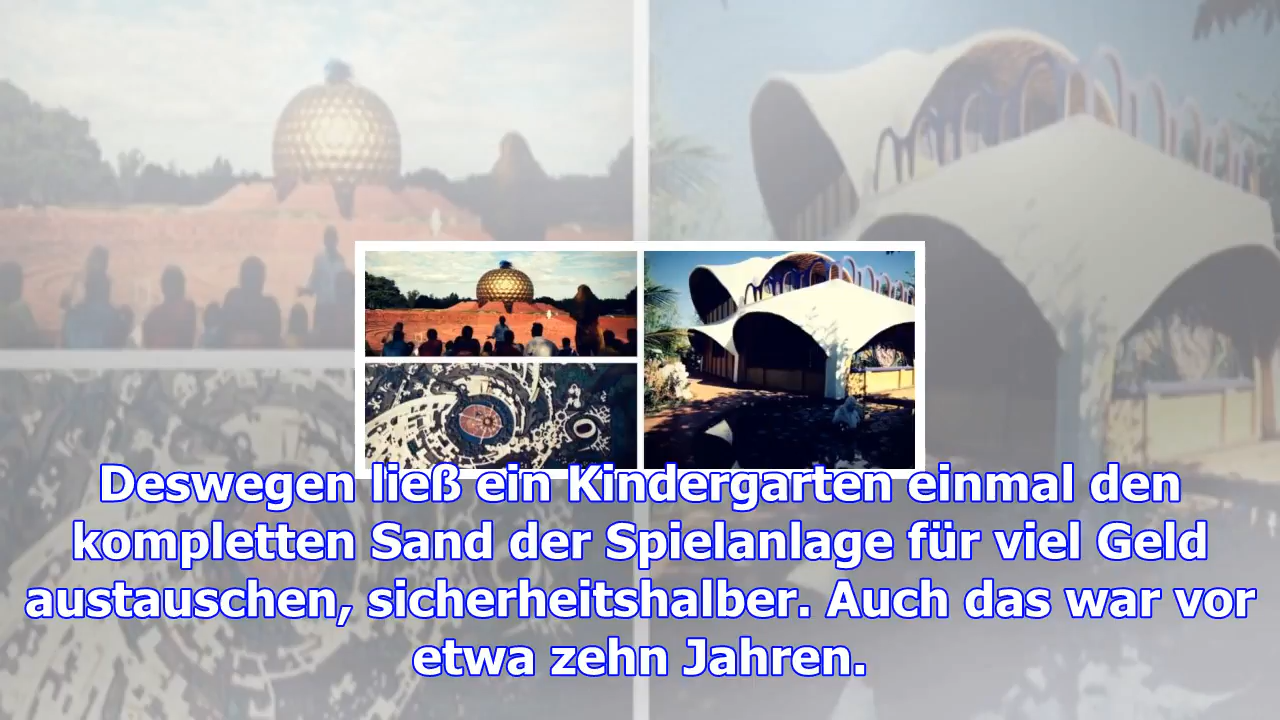 Deswegen ließ ein Kindergarten einmal den
kompletten Sand der Spielanlage für viel Geld
austauschen, sicherheitshalber. Auch das war vor
etwa zehn Jahren.